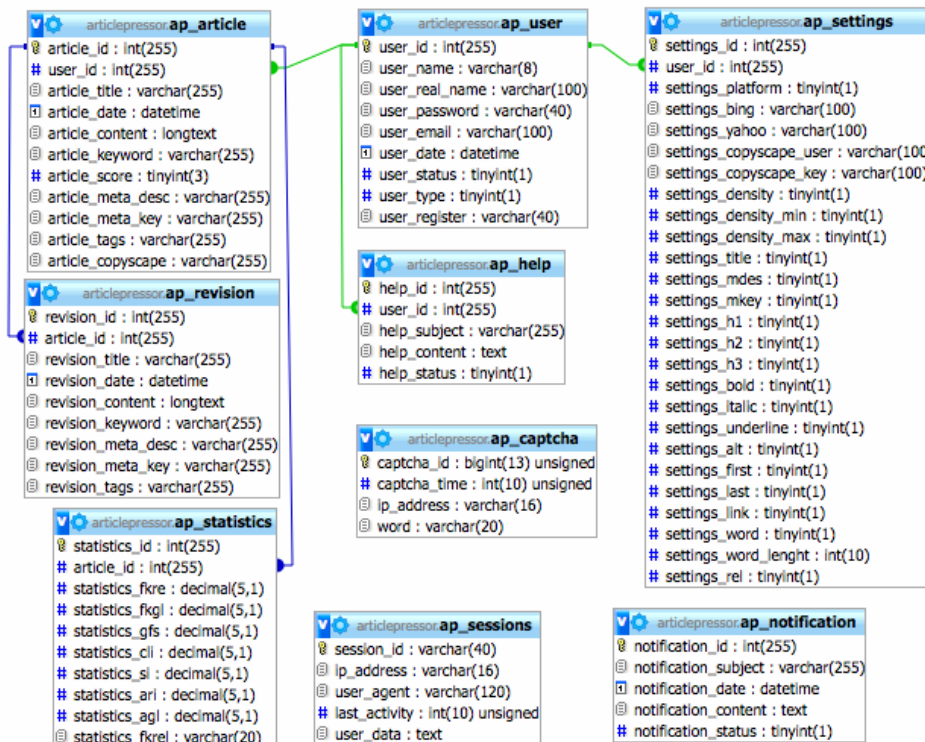 articlepressor.ap_article
article_id : int(255)
user_id : int(255)
article_title : varchar(255)
article_date : datetime
article_content : longtext
article_keyword : varchar(255)
article_score : tinyint(3)
article_meta_desc : varchar(255)
article_meta_key : varchar(255)
article_tags : varchar(255)
article_copyscape : varchar(255)
articlepressor.ap_revision
revision_id : int(255)
article_id : int(255)
revision_title : varchar(255)
revision_date : datetime
revision_content : longtext
revision_keyword : varchar(255)
revision_meta_desc : varchar(255)
revision_meta_key : varchar(255)
revision_tags : varchar(255)
articlepressor.ap_statistics
statistics_id : int(255)
article_id : int(255)
statistics_fkre : decimal(5,1)
statistics_fkgl : decimal(5,1)
statistics_gfs : decimal(5,1)
statistics_cli : decimal(5,1)
statistics_si : decimal(5,1)
statistics_ari : decimal(5,1)
statistics_agl : decimal(5,1)
statistics_fkrel : varchar(20)
articlepressor.ap_user
user_id : int(255)
user_name : varchar(8)
user_real_name : varchar(100)
user_password : varchar(40)
user_email : varchar(100)
user_date : datetime
user_status : tinyint(1)
user_type : tinyint(1)
user_register : varchar(40)
articlepressor.ap_help
help_id : int(255)
user_id : int(255)
help_subject : varchar(255)
help_content : text
help_status : tinyint(1)
articlepressor.ap_captcha
captcha_id : bigint(13) unsigned
captcha_time : int(10) unsigned
ip_address : varchar(16)
word : varchar(20)
articlepressor.ap_sessions
session_id : varchar(40)
ip_address : varchar(16)
user_agent : varchar(120)
last_activity : int(10) unsigned
user_data : text
articlepressor.ap_settings
settings_id : int(255)
user_id : int(255)
settings_platform : tinyint(1)
settings_bing : varchar(100)
settings_yahoo : varchar(100)
settings_copyscape_user : varchar(100
settings_copyscape_key : varchar(100)
settings_density : tinyint(1)
settings_density_min : tinyint(1)
settings_density_max : tinyint(1)
settings_title : tinyint(1)
settings_mdes : tinyint(1)
settings_mkey : tinyint(1)
settings_h1 : tinyint(1)
settings_h2 : tinyint(1)
settings_h3 : tinyint(1)
settings_bold : tinyint(1)
settings_italic : tinyint(1)
settings_underline : tinyint(1)
settings_alt : tinyint(1)
settings_first : tinyint(1)
settings_last : tinyint(1)
settings_link : tinyint(1)
settings_word : tinyint(1)
settings_word_lenght : int(10)
settings_rel : tinyint(1)
articlepressor.ap_notification
notification_id : int(255)
notification_subject : varchar(255)
notification_date : datetime
notification_content : text
notification_status : tinyint(1)